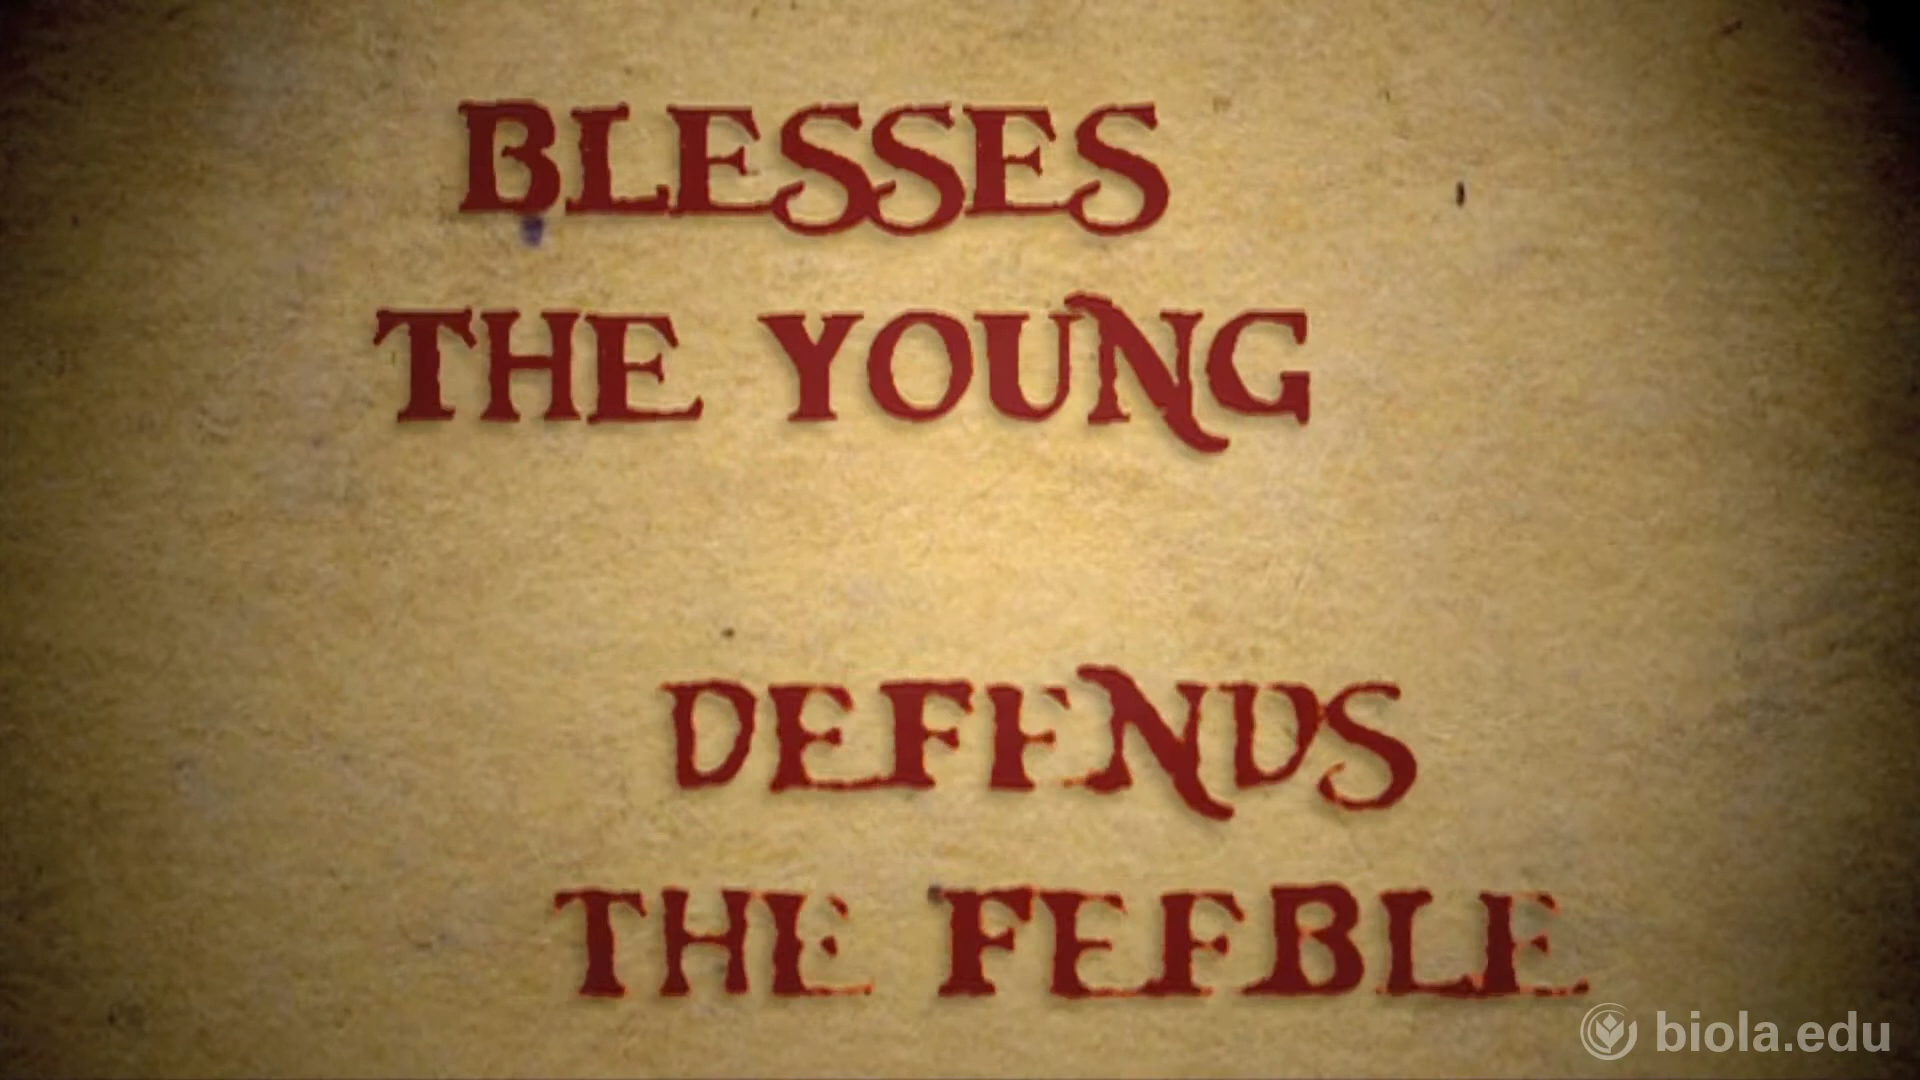 BLESSES
THE YOUNG
DEFENDS
THE FEEBLE
biola.edu